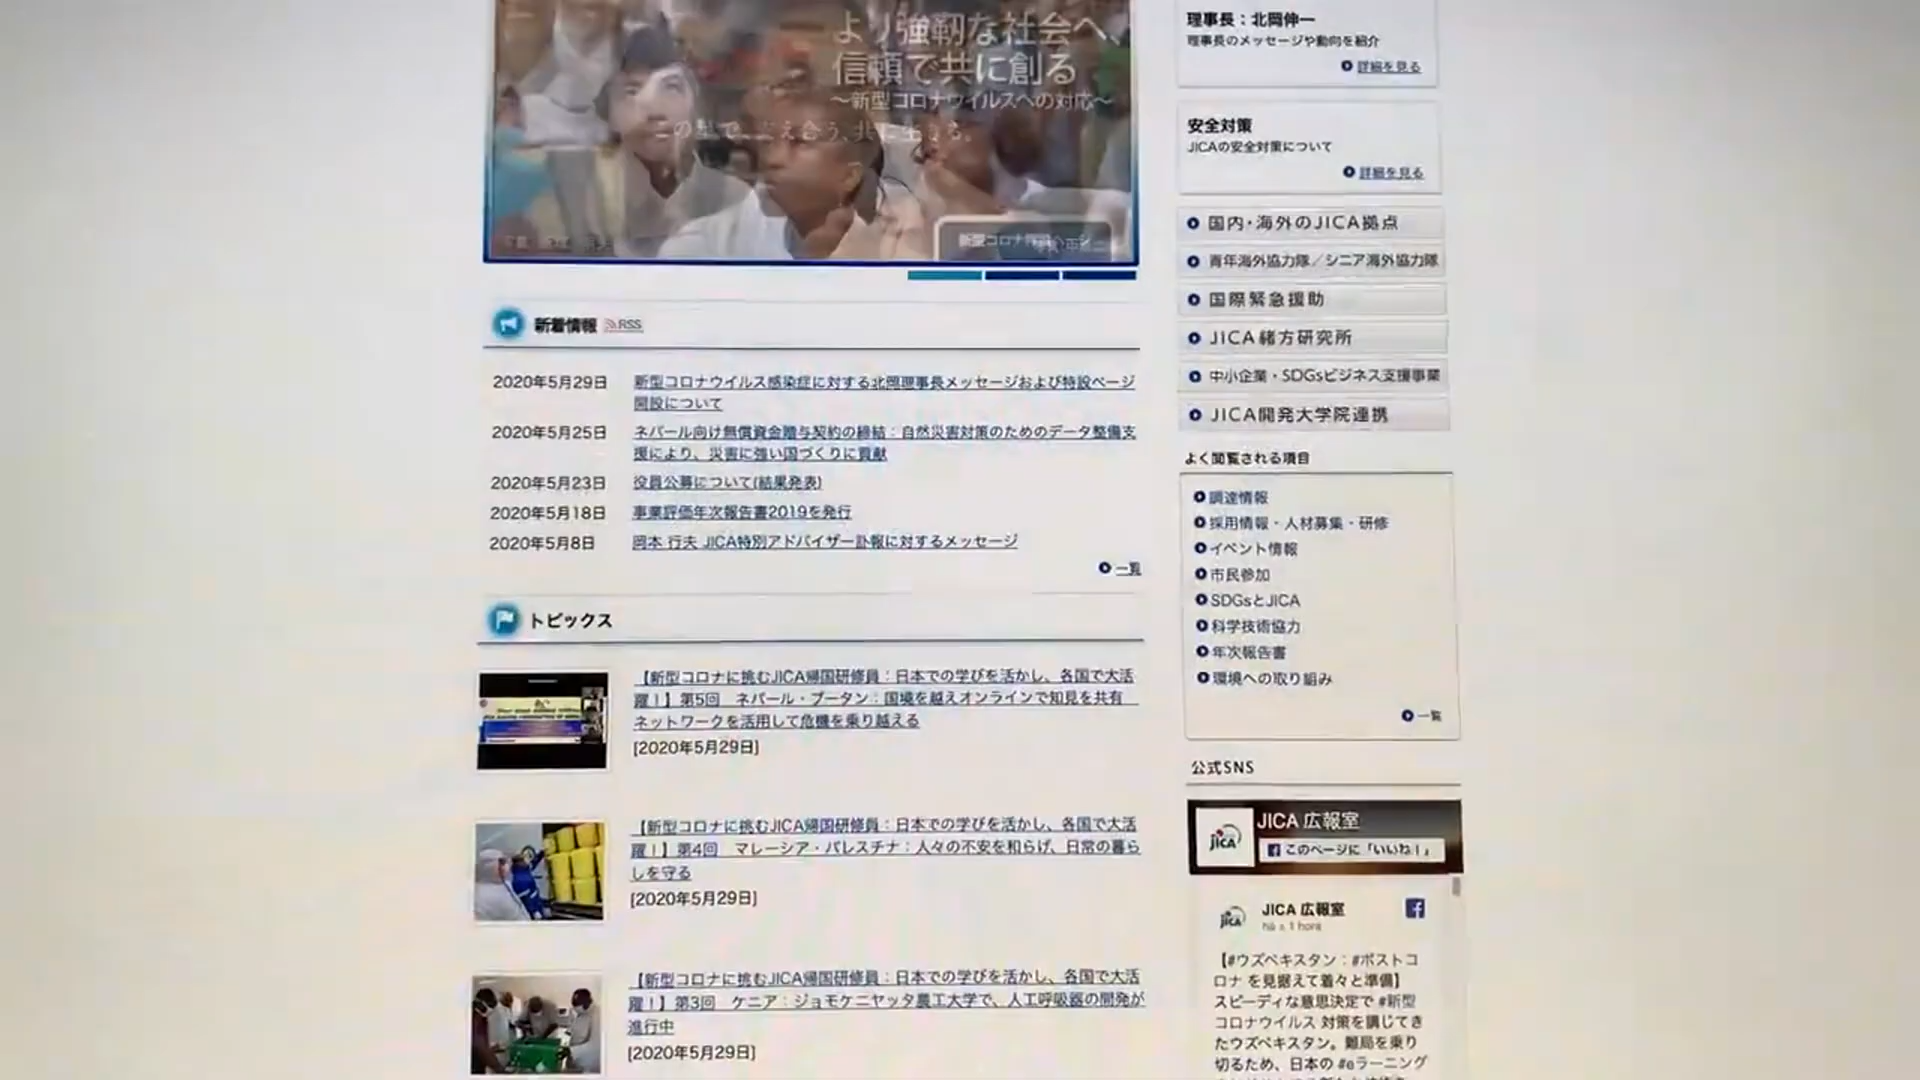 より強靭な社会へ、
信頼で共に創る
～新型コロナウイルスへの対応～
この星で、支え合う、共に生きる。
新着情報 RSS
2020年5月29日 新型コロナウイルス感染症に対する北岡理事長メッセージおよび特設ページ
開設について
2020年5月25日 ネパール向け無償資金贈与契約の締結：自然災害対策のためのデータ整備支
援により、災害に強い国づくりに貢献
2020年5月23日 役員公募について(結果発表)
2020年5月18日 事業評価年次報告書2019を発行
2020年5月8日 岡本 行夫 JICA特別アドバイザー訃報に対するメッセージ
一覧
トピックス
【新型コロナに挑むJICA帰国研修員：日本での学びを活かし、各国で大活
躍！】第5回 ネパール・ブータン：国境を越えオンラインで知見を共有
ネットワークを活用して危機を乗り越える
[2020年5月29日]
【新型コロナに挑むJICA帰国研修員：日本での学びを活かし、各国で大活
躍！】第4回 マレーシア・パレスチナ：人々の不安を和らげ、日常の暮ら
しを守る
[2020年5月29日]
【新型コロナに挑むJICA帰国研修員：日本での学びを活かし、各国で大活
躍！】第3回 ケニア：ジョモケニヤッタ農工大学で、人工呼吸器の開発が
進行中
[2020年5月29日]
理事長：北岡伸一
理事長のメッセージや動向を紹介
詳細を見る
安全対策
JICAの安全対策について
詳細を見る
国内・海外のJICA拠点
青年海外協力隊／シニア海外協力隊
国際緊急援助
JICA緒方研究所
中小企業・SDGsビジネス支援事業
JICA開発大学院連携
よく閲覧される項目
調達情報
採用情報・人材募集・研修
イベント情報
市民参加
SDGsとJICA
科学技術協力
年次報告書
環境への取り組み
一覧
公式SNS
JICA
JICA 広報室
このページに「いいね！」
JICA
JICA 広報室
há ± 1 hora
【#ウズベキスタン：#ポストコ
ロナ を見据えて着々と準備】
スピーディな意思決定で #新型
コロナウイルス 対策を講じてき
たウズベキスタン。難局を乗り
切るため、日本の #eラーニング